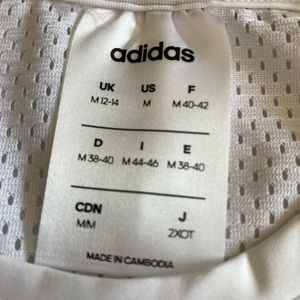 adidas
UK US F
M 12-14 M M 40-42
D I E
M 38-40 M 44-46 M 38-40
CDN J
M/M 2XOT
MADE IN CAMBODIA